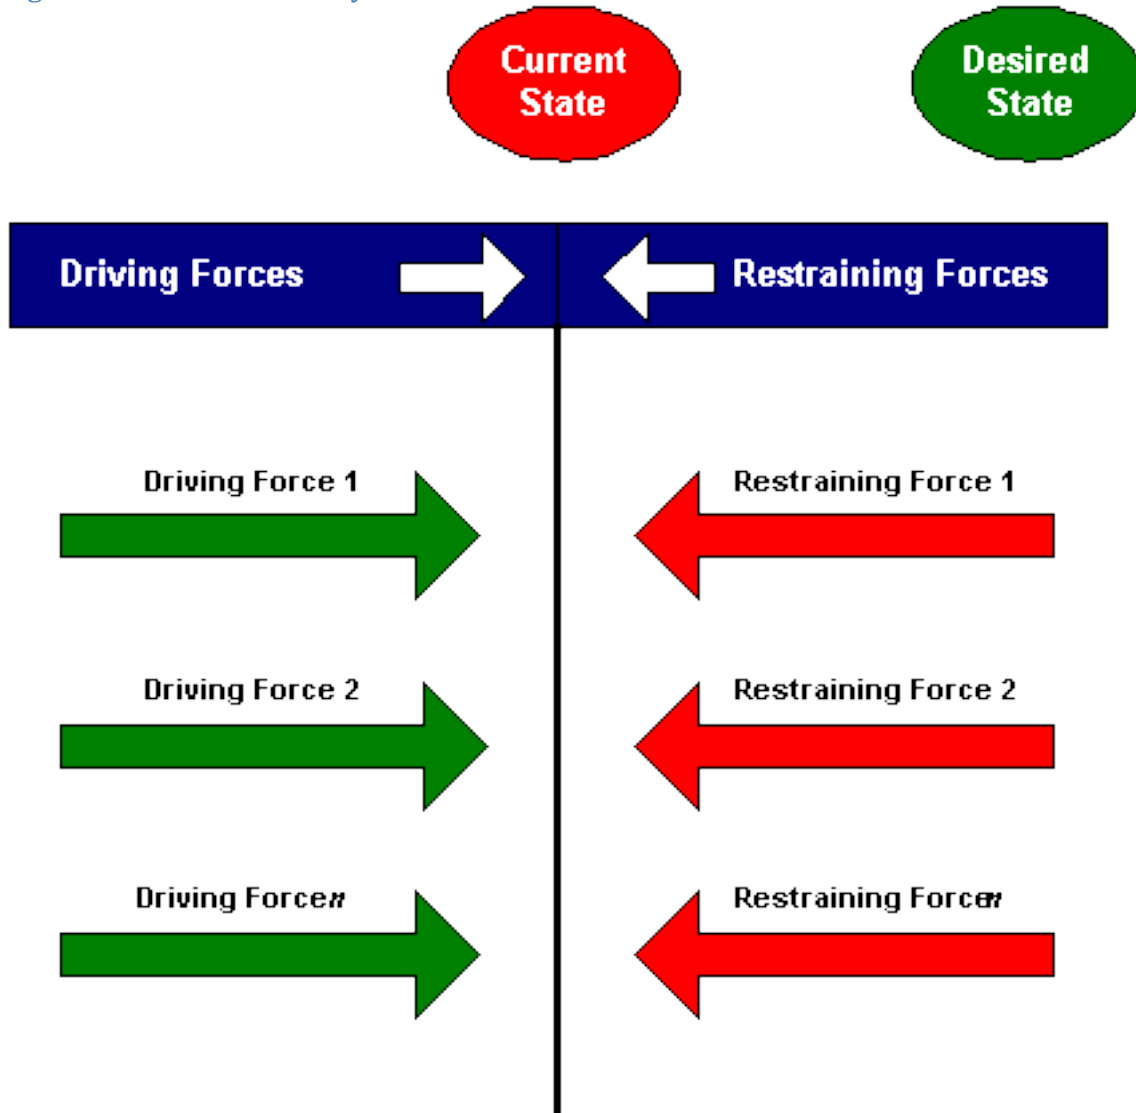 Current
State
Desired
State
Driving Forces
Restraining Forces
Driving Force 1
Restraining Force 1
Driving Force 2
Restraining Force 2
Driving Force n
Restraining Force n